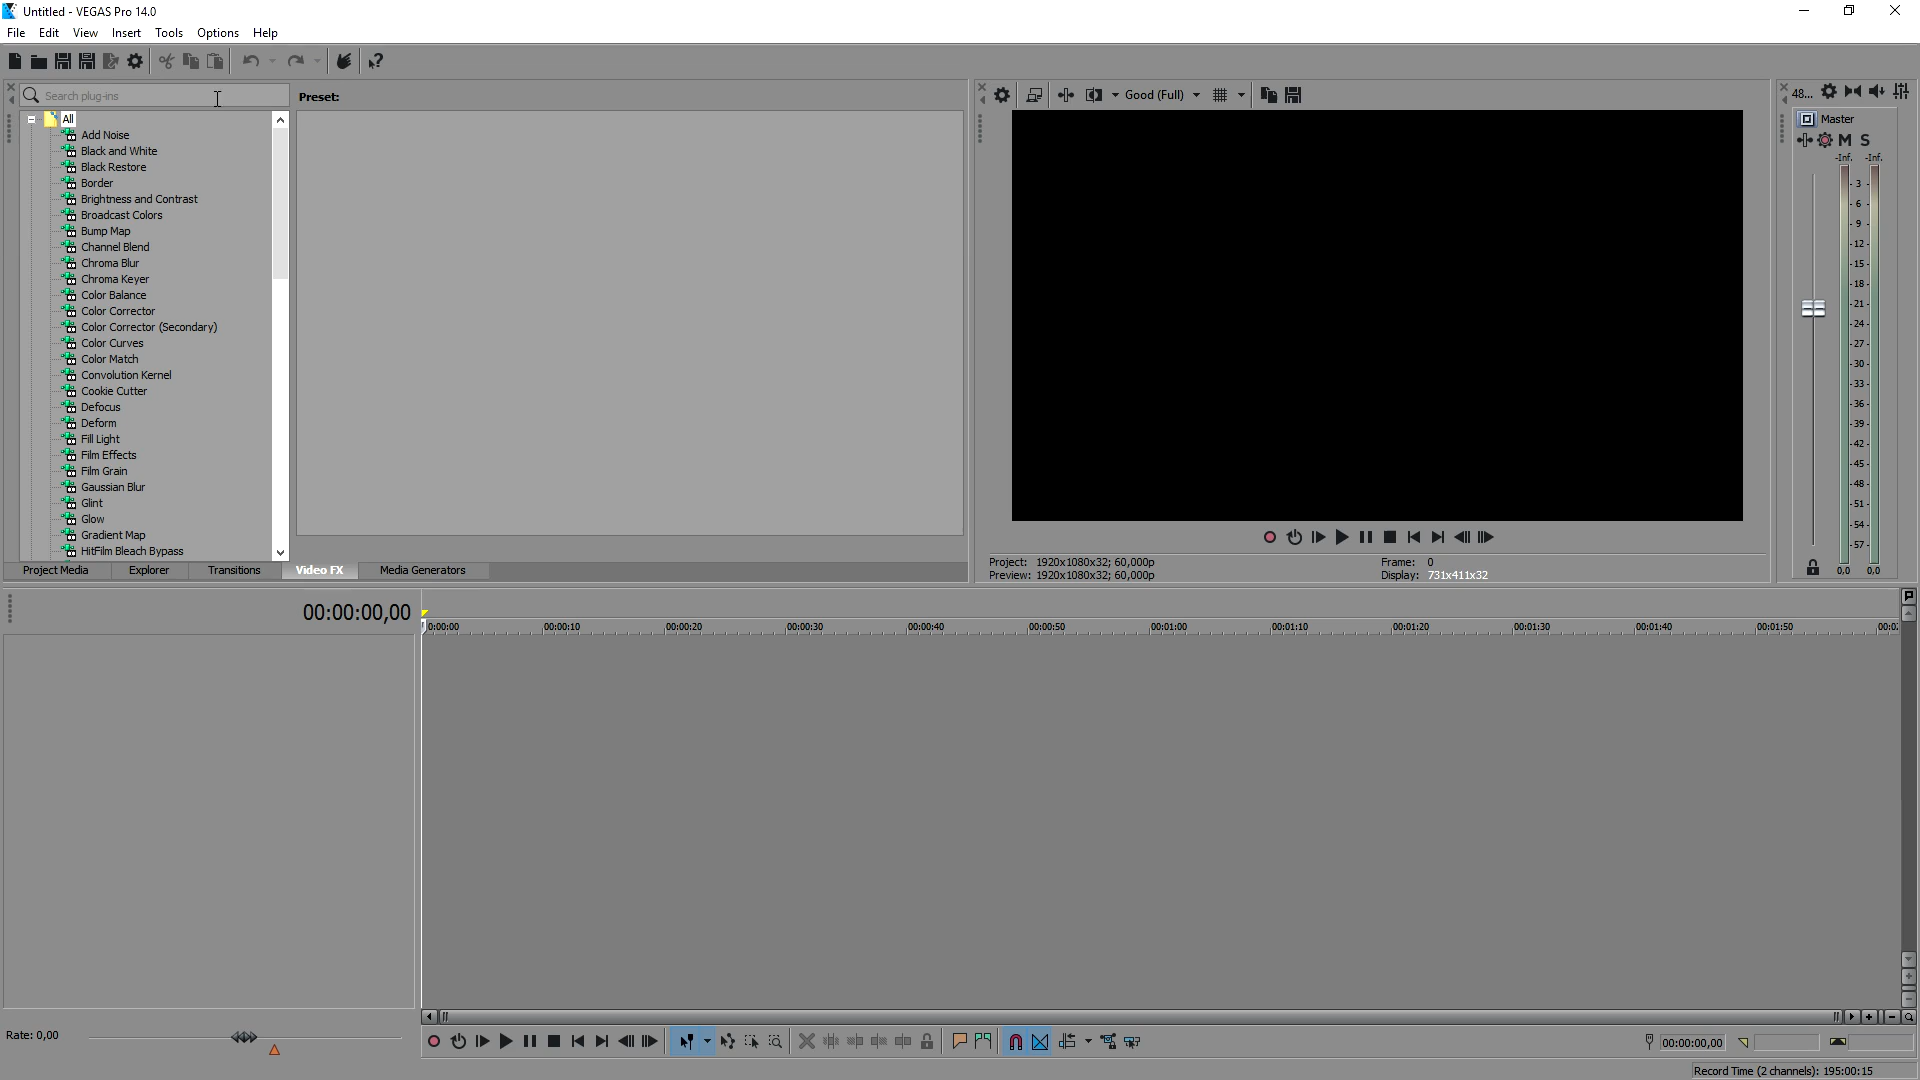 Untitled - VEGAS Pro 14.0
File Edit View Insert Tools Options Help
Search plug-ins
Preset:
All
Add Noise
Black and White
Black Restore
Border
Brightness and Contrast
Broadcast Colors
Bump Map
Channel Blend
Chroma Blur
Chroma Keyer
Color Balance
Color Corrector
Color Corrector (Secondary)
Color Curves
Color Match
Convolution Kernel
Cookie Cutter
Defocus
Deform
Fill Light
Film Effects
Film Grain
Gaussian Blur
Glint
Glow
Gradient Map
HitFilm Bleach Bypass
Project Media Explorer Transitions Video FX Media Generators
Good (Full)
Project: 1920x1080x32; 60,000p
Preview: 1920x1080x32; 60,000p
Frame: 0
Display: 731x411x32
48...
Master
M S
-Inf. -Inf.
- 3 -
- 6 -
- 9 -
- 12 -
- 15 -
- 18 -
- 21 -
- 24 -
- 27 -
- 30 -
- 33 -
- 36 -
- 39 -
- 42 -
- 45 -
- 48 -
- 51 -
- 54 -
- 57 -
0,0 0,0
00:00:00,00
0:00:00 00:00:10 00:00:20 00:00:30 00:00:40 00:00:50 00:01:00 00:01:10 00:01:20 00:01:30 00:01:40 00:01:50 00:0
Rate: 0,00
00:00:00,00
Record Time (2 channels): 195:00:15